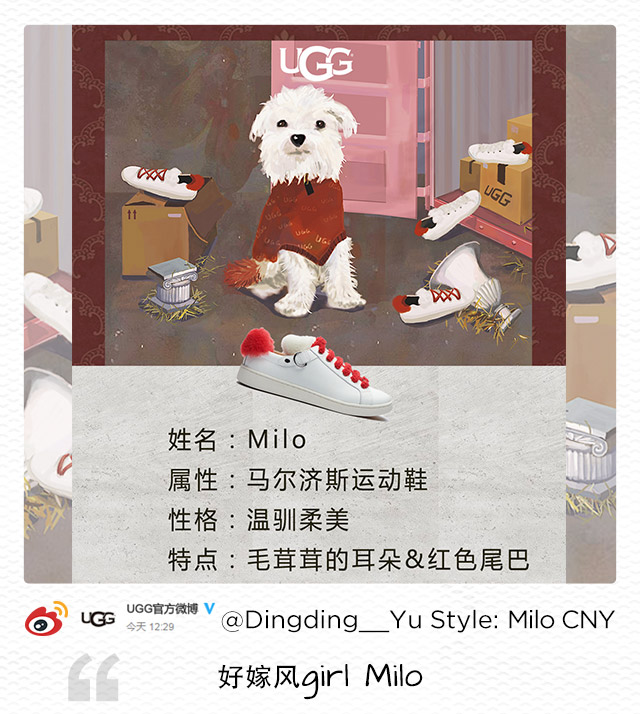 UGG
UGG
姓名：Milo
属性：马尔济斯运动鞋
性格：温驯柔美
特点：毛茸茸的耳朵&红色尾巴
UGG
UGG官方微博
今天 12:29
@Dingding__Yu Style: Milo CNY
好嫁风girl Milo